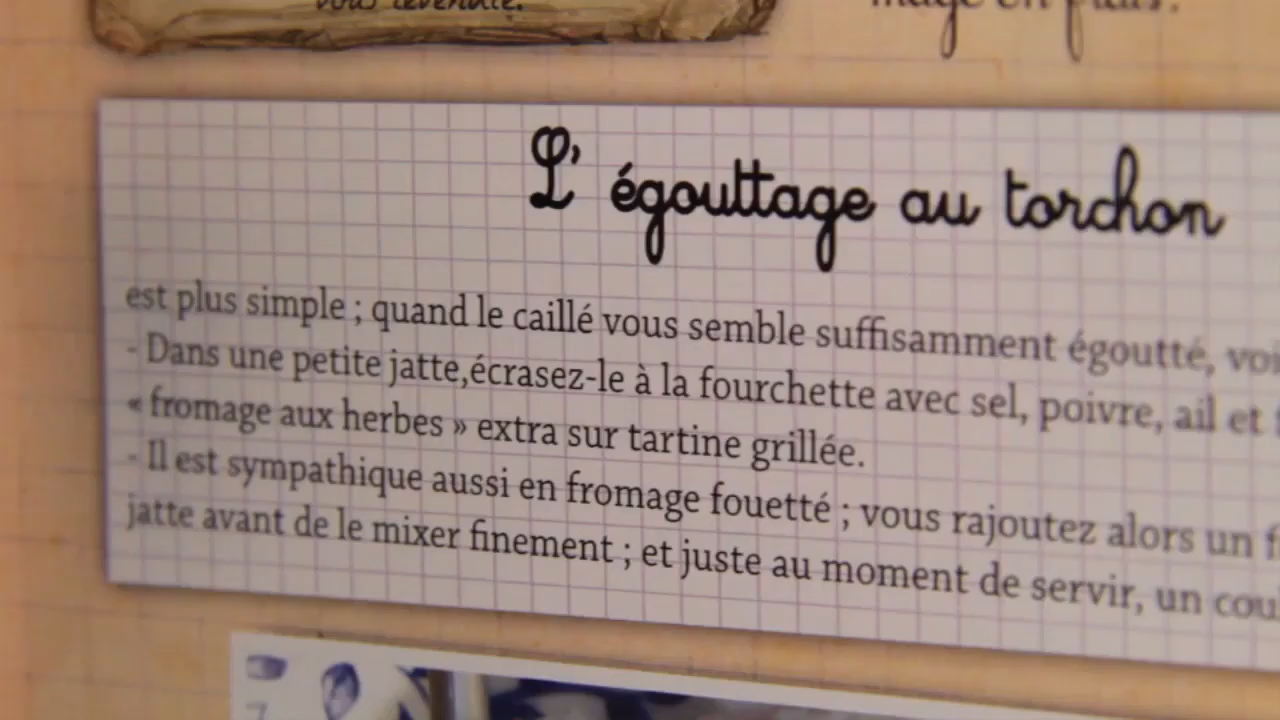 vous
en
L' égouttage au torchon
est plus simple ; quand le caillé vous semble suffisamment égoutté,
- Dans une petite jatte,écrasez-le à la fourchette avec sel, poivre, ail et
« fromage aux herbes » extra sur tartine grillée.
- Il est sympathique aussi en fromage fouetté ; vous rajoutez alors un
jatte avant de le mixer finement ; et juste au moment de servir, un